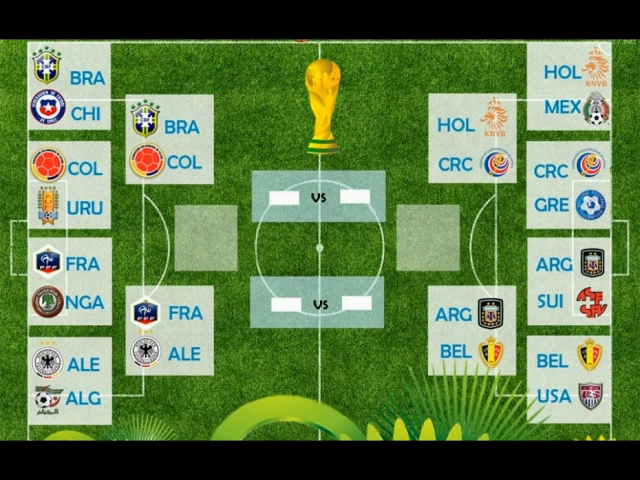 BRA
CHI
COL
URU
FRA
NGA
ALE
ALG
BRA
COL
FRA
ALE
VS
VS
HOL
CRC
ARG
BEL
HOL
KNVB
MEX
CRC
GRE
ARG
SUI
BEL
USA